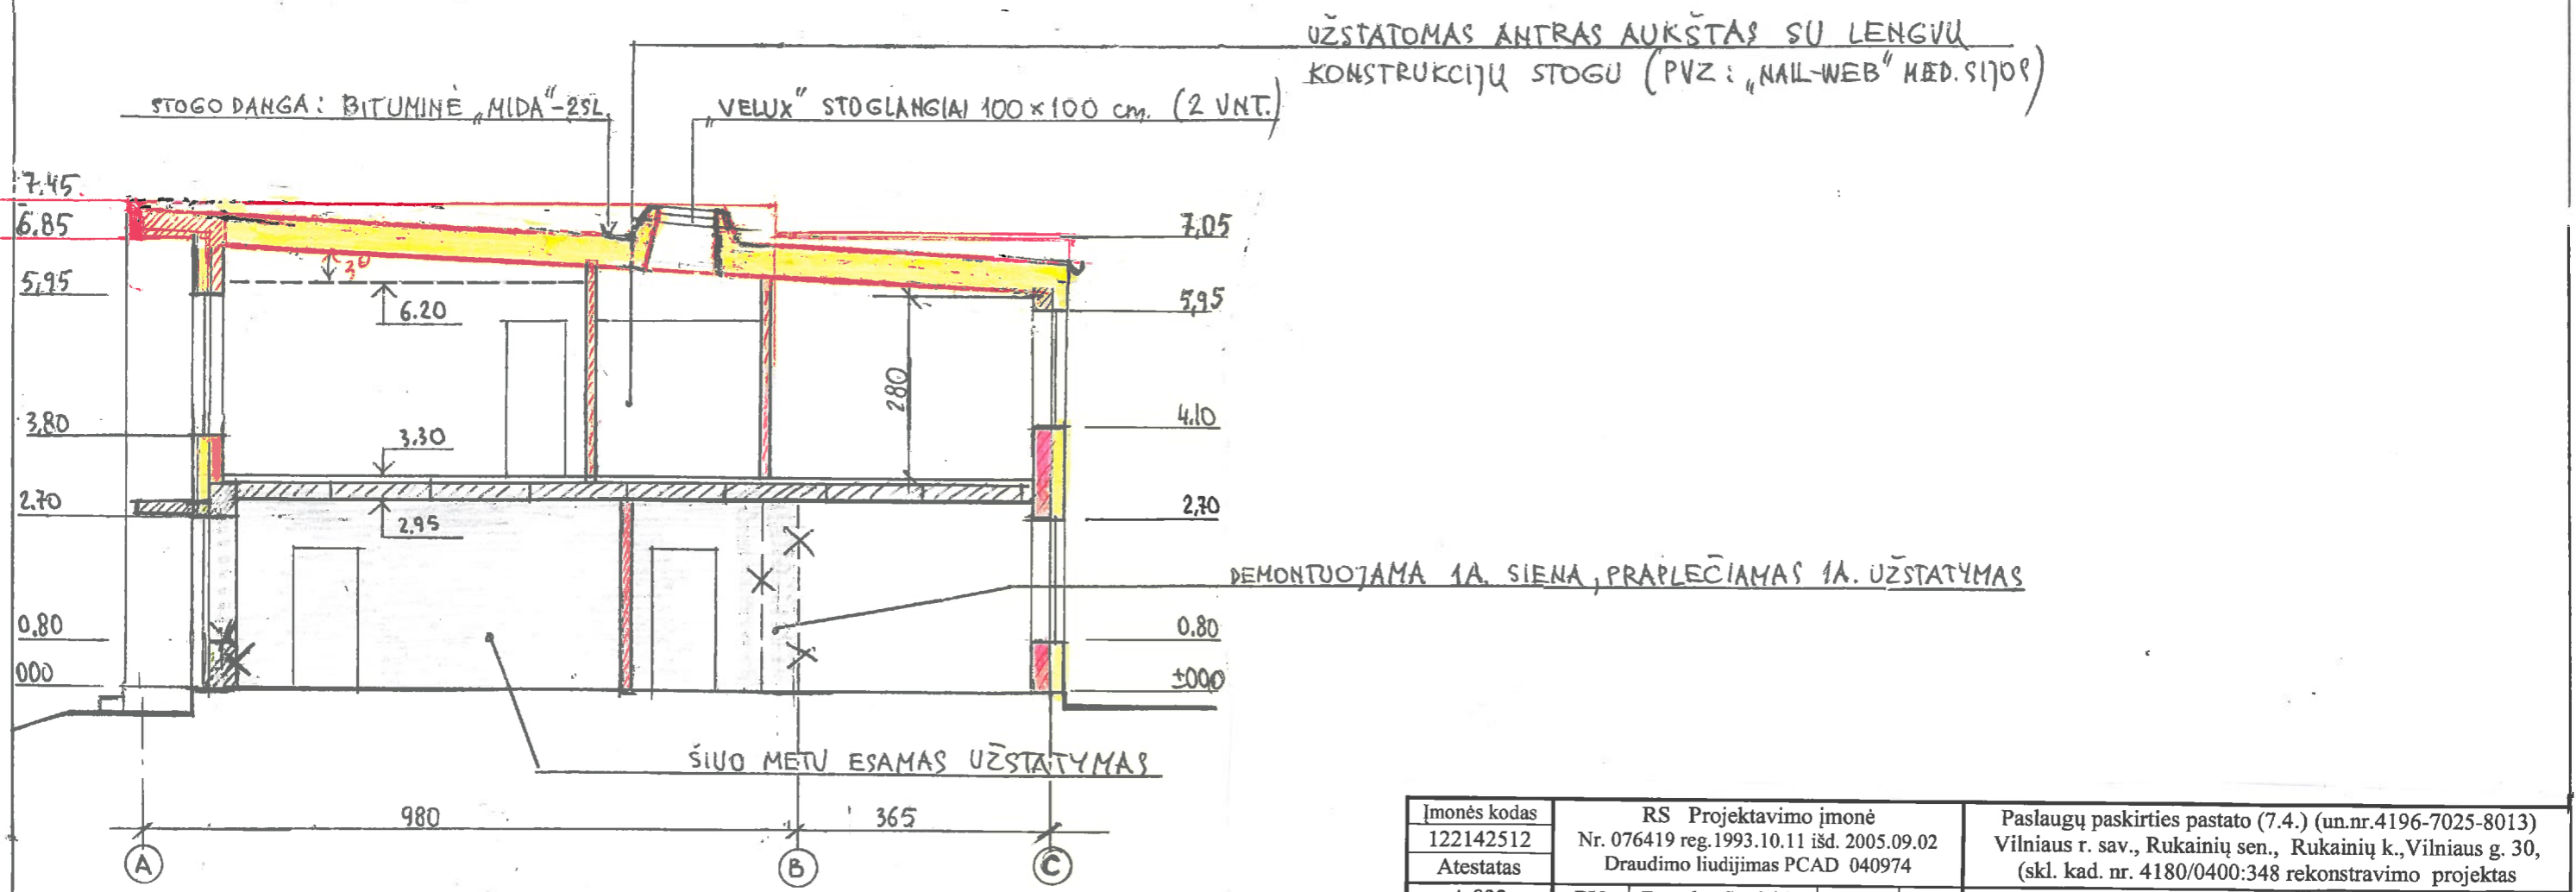 UŽSTATOMAS ANTRAS AUKŠTAS SU LENGVŲ
KONSTRUKCIJŲ STOGU (PVZ: „NAIL-WEB" MED. SIJOS)
STOGO DANGA: BITUMINĖ „MIDA"-2SL.
„VELUX" STOGLANGIAI 100×100 cm. (2 VNT.)
7.45
6.85
7,05
30
5,95
5,95
6.20
280
3,80
4.10
3.30
2.70
2,70
2.95
DEMONTUOJAMA 1A. SIENA, PRAPLEČIAMAS 1A. UŽSTATYMAS
0.80
0.80
000
±000
ŠIUO METU ESAMAS UŽSTATYMAS
980
365
A
B
C
Įmonės kodas
122142512
Atestatas
RS Projektavimo įmonė
Nr. 076419 reg.1993.10.11 išd. 2005.09.02
Draudimo liudijimas PCAD 040974
Paslaugų paskirties pastato (7.4.) (un.nr.4196-7025-8013)
Vilniaus r. sav., Rukainių sen., Rukainių k.,Vilniaus g. 30,
(skl. kad. nr. 4180/0400:348 rekonstravimo projektas